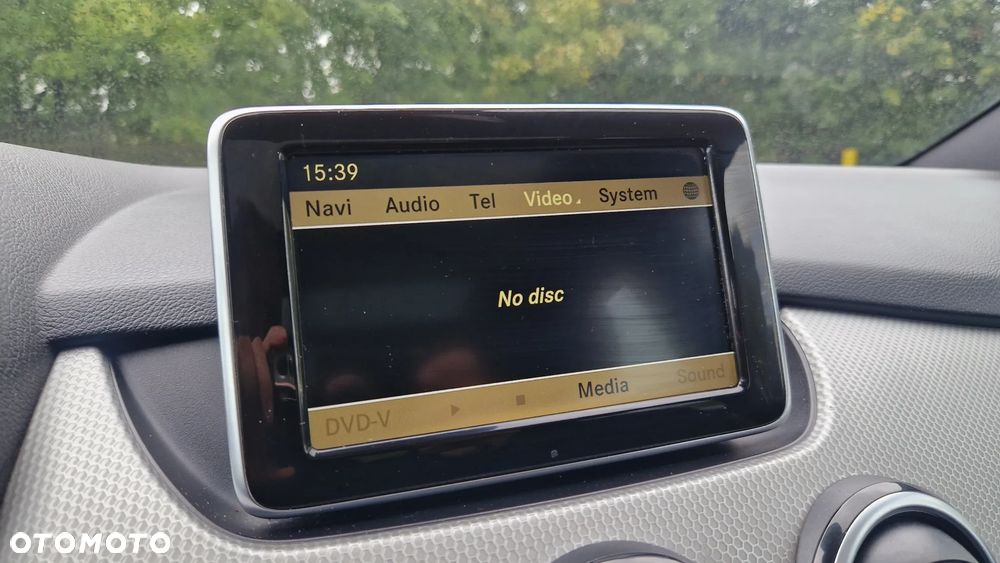 15:39
Navi Audio Tel Video System
No disc
DVD-V Media Sound
OTOMOTO